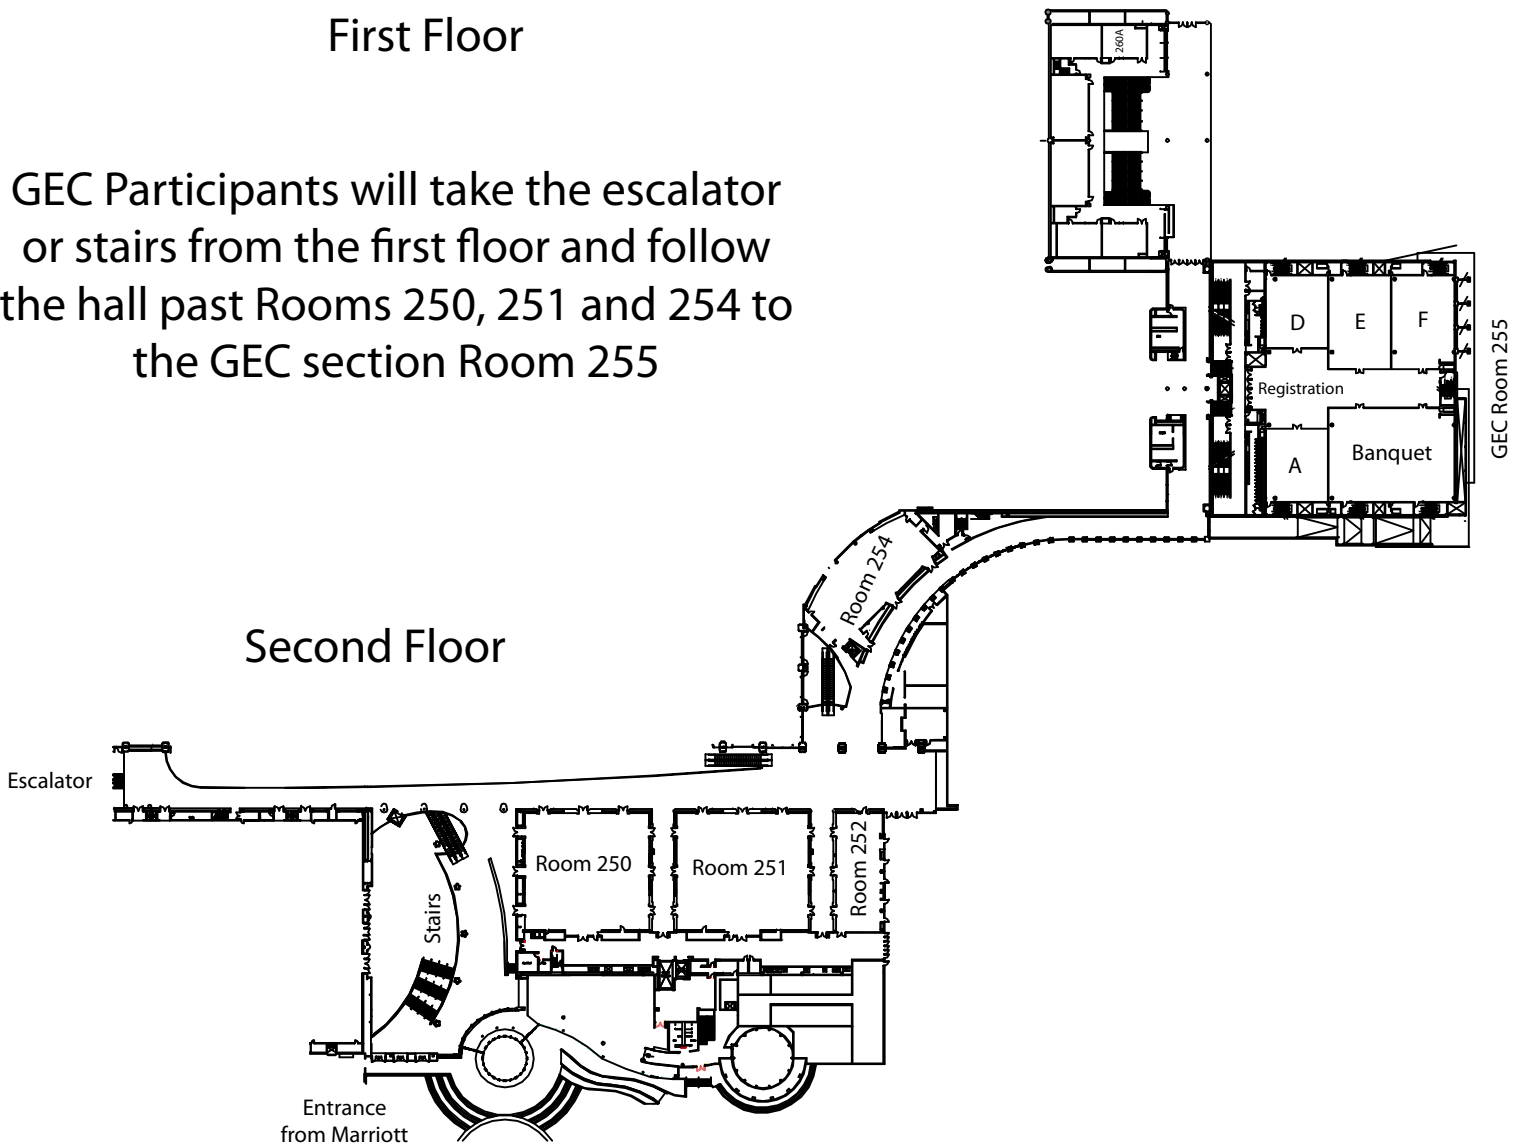 First Floor
GEC Participants will take the escalator
or stairs from the first floor and follow
the hall past Rooms 250, 251 and 254 to
the GEC section Room 255
260A
D
E
F
Registration
A
Banquet
GEC Room 255
Room 254
Second Floor
Escalator
Room 250
Room 251
Room 252
Stairs
Entrance
from Marriott